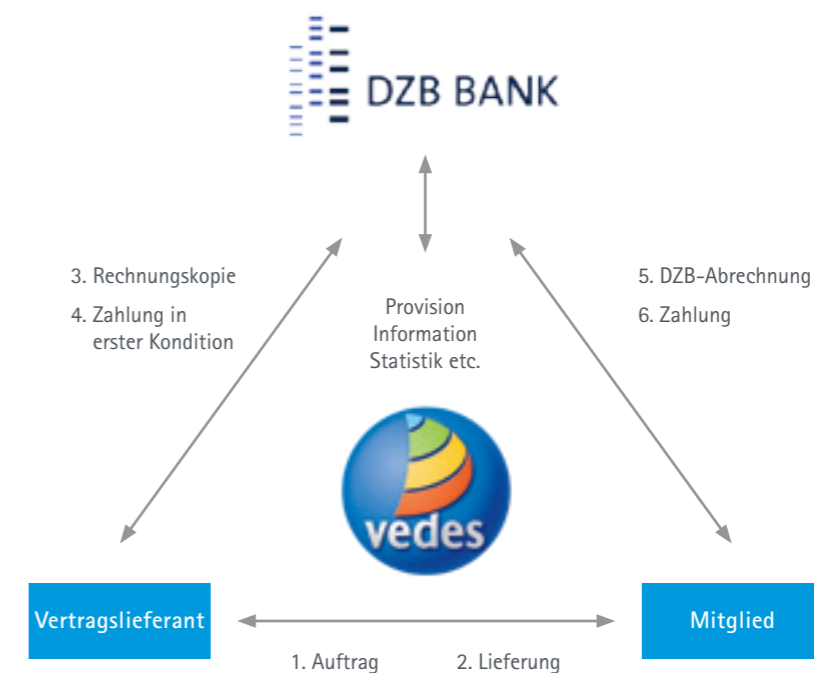 DZB BANK
3. Rechnungskopie
4. Zahlung in
erster Kondition
Provision
Information
Statistik etc.
5. DZB-Abrechnung
6. Zahlung
vedes
Vertragslieferant
Mitglied
1. Auftrag
2. Lieferung